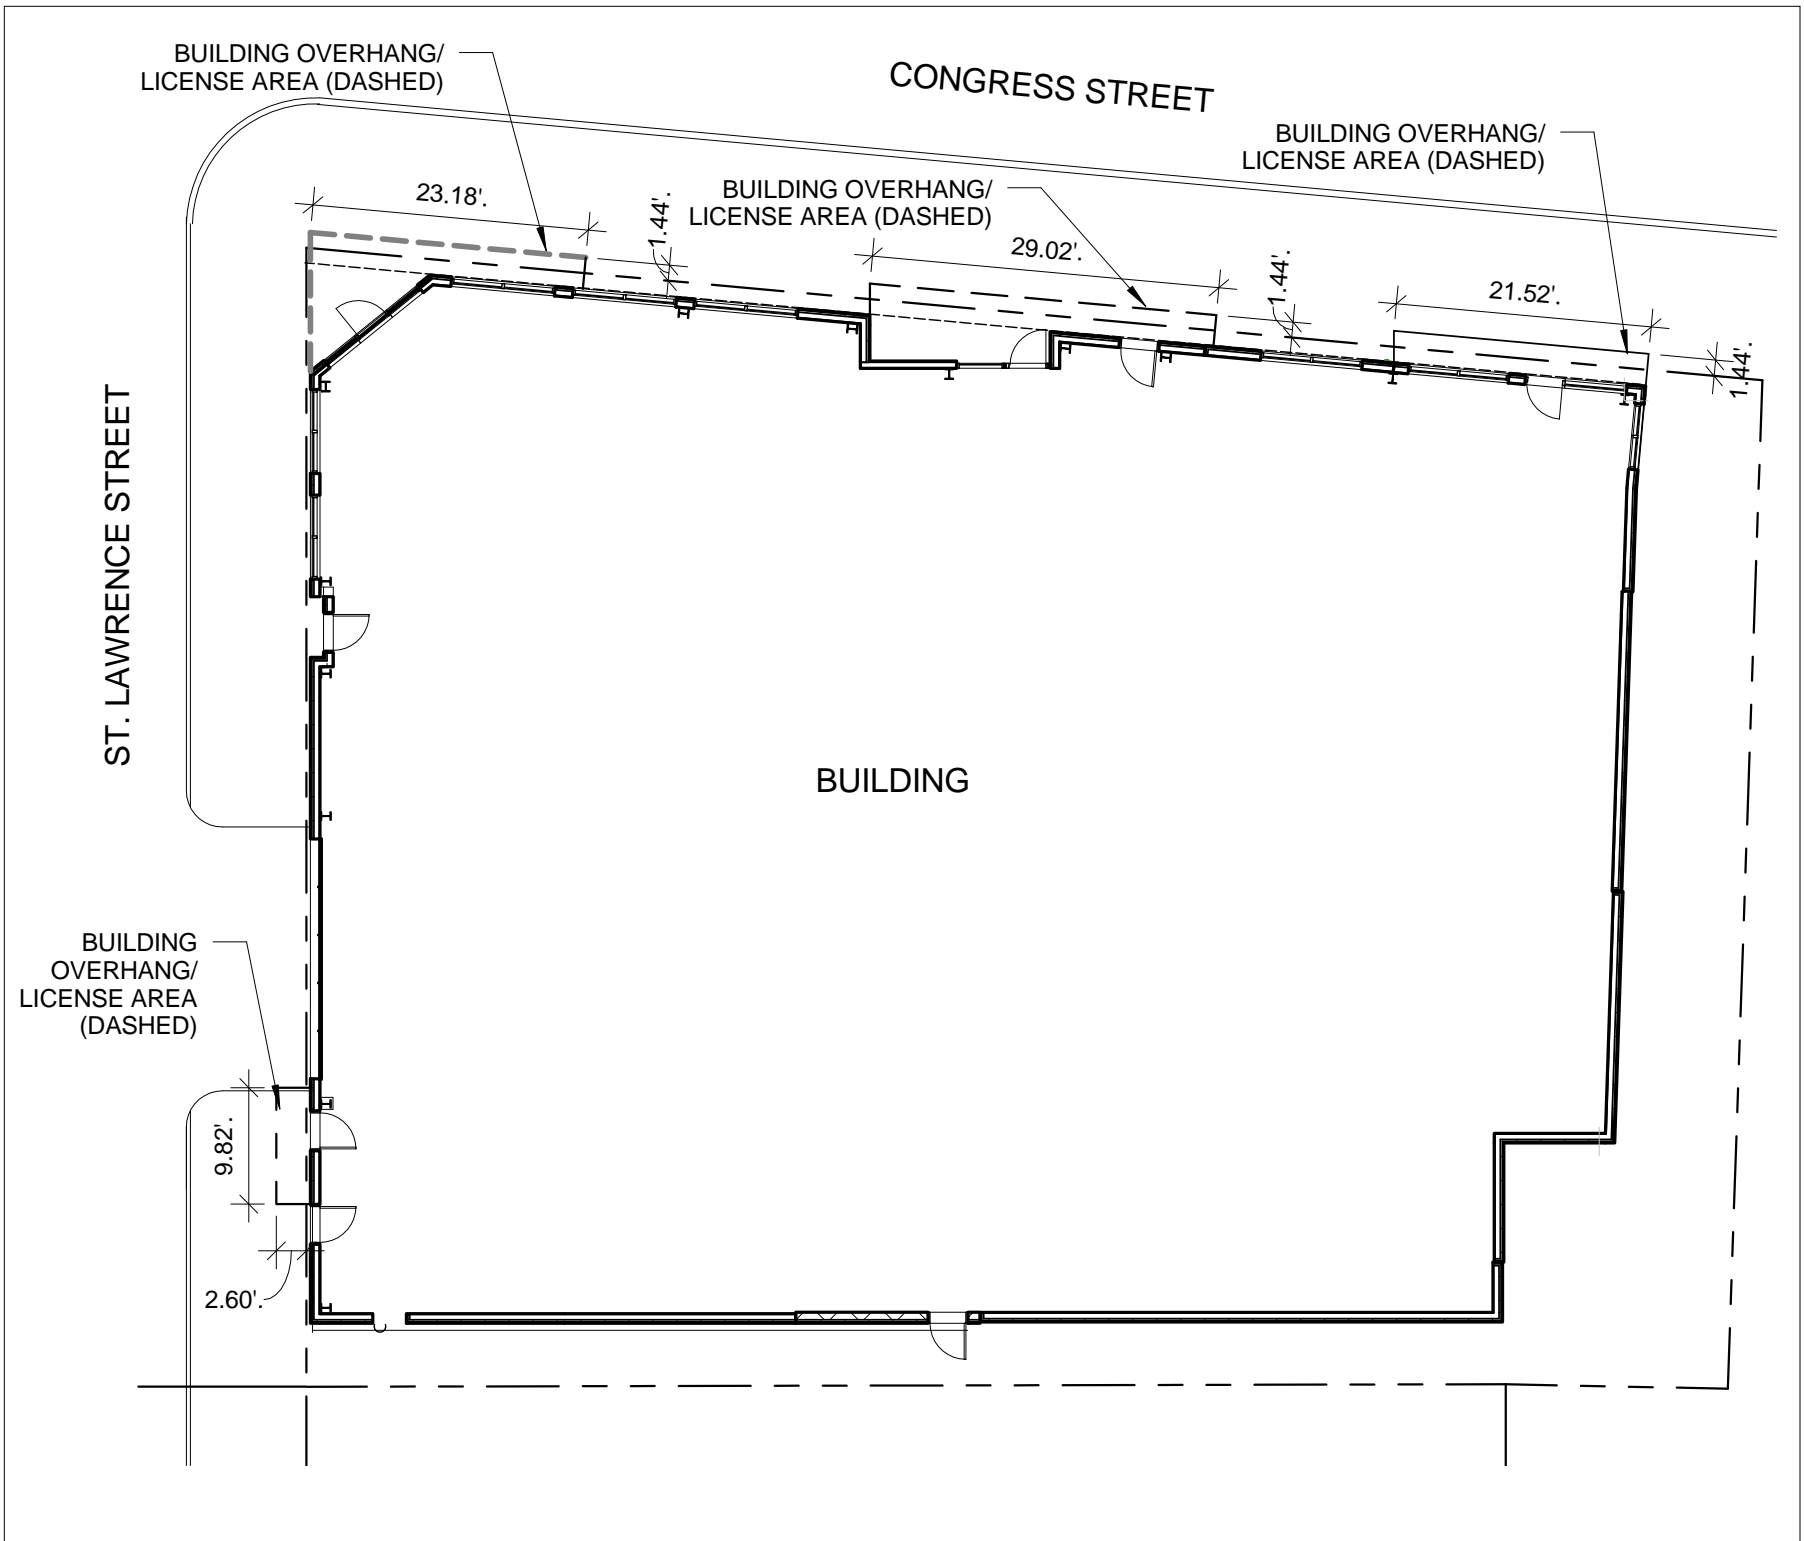 BUILDING OVERHANG/
LICENSE AREA (DASHED)
CONGRESS STREET
BUILDING OVERHANG/
LICENSE AREA (DASHED)
BUILDING OVERHANG/
LICENSE AREA (DASHED)
23.18'.
1.44'.
29.02'.
1.44'.
21.52'.
1.44'.
ST. LAWRENCE STREET
BUILDING
BUILDING
OVERHANG/
LICENSE AREA
(DASHED)
9.82'.
2.60'.